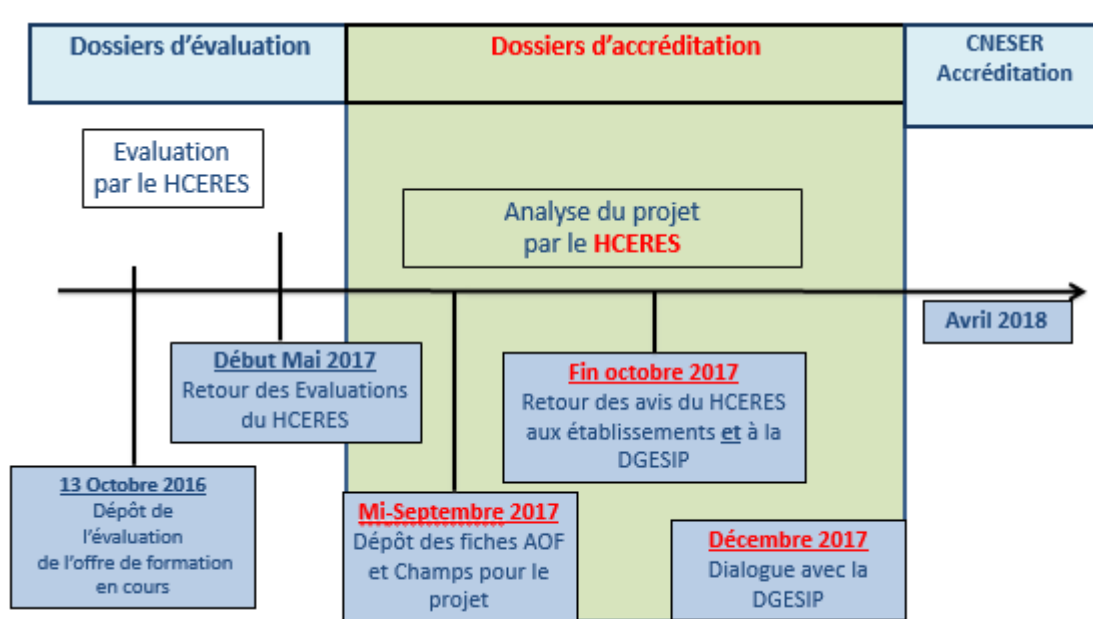 Dossiers d’évaluation
Dossiers d’accréditation
CNESER
Accréditation
Evaluation
par le HCERES
Analyse du projet
par le HCERES
Avril 2018
Début Mai 2017
Retour des Evaluations
du HCERES
Fin octobre 2017
Retour des avis du HCERES
aux établissements et à la
DGESIP
13 Octobre 2016
Dépôt de
l’évaluation
de l’offre de formation
en cours
Mi-Septembre 2017
Dépôt des fiches AOF
et Champs pour le
projet
Décembre 2017
Dialogue avec la
DGESIP